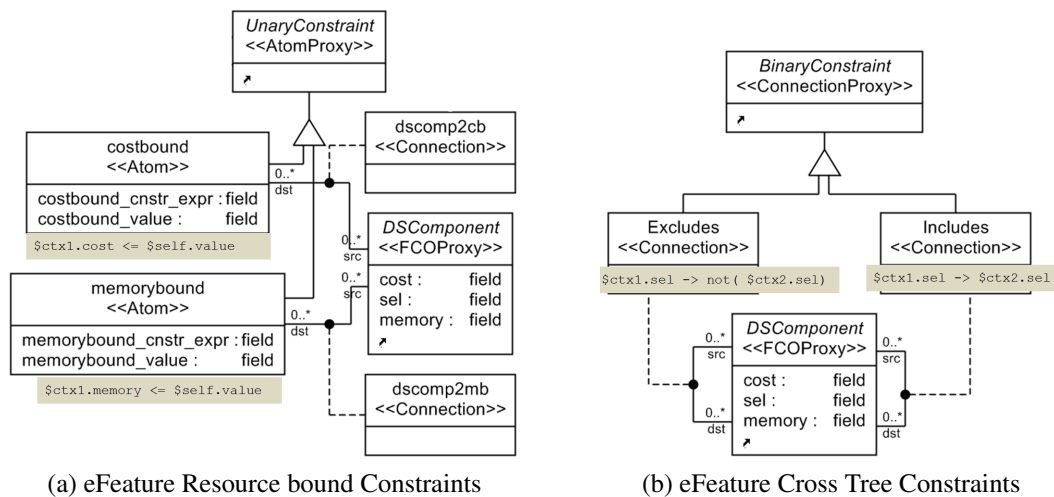 UnaryConstraint
<<AtomProxy>>
costbound
<<Atom>>
costbound_cnstr_expr : field
costbound_value : field
$ctx1.cost <= $self.value
0..*
dst
dscomp2cb
<<Connection>>
0..*
src
DSComponent
<<FCOProxy>>
cost : field
sel : field
memory : field
0..*
src
memorybound
<<Atom>>
memorybound_cnstr_expr : field
memorybound_value : field
$ctx1.memory <= $self.value
0..*
dst
dscomp2mb
<<Connection>>
(a) eFeature Resource bound Constraints
BinaryConstraint
<<ConnectionProxy>>
Excludes
<<Connection>>
$ctx1.sel -> not( $ctx2.sel)
Includes
<<Connection>>
$ctx1.sel -> $ctx2.sel
DSComponent
<<FCOProxy>>
cost : field
sel : field
memory : field
0..*
src
0..*
dst
0..*
src
0..*
dst
(b) eFeature Cross Tree Constraints